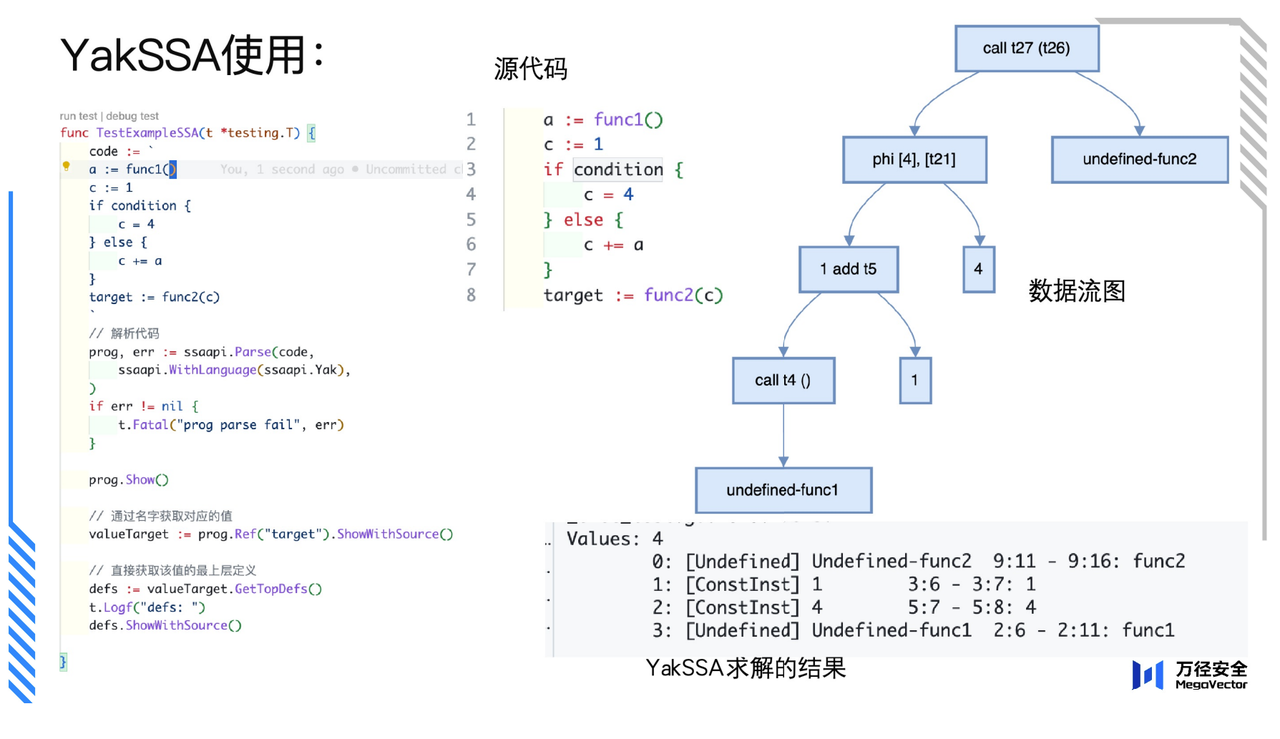 YakSSA使用：
run test | debug test
func TestExampleSSA(t *testing.T) {
code := `
a := func1() You, 1 second ago • Uncommitted c
c := 1
if condition {
c = 4
} else {
c += a
}
target := func2(c)
`
// 解析代码
prog, err := ssaapi.Parse(code,
ssaapi.WithLanguage(ssaapi.Yak),
)
if err != nil {
t.Fatal("prog parse fail", err)
}
prog.Show()
// 通过名字获取对应的值
valueTarget := prog.Ref("target").ShowWithSource()
// 直接获取该值的最上层定义
defs := valueTarget.GetTopDefs()
t.Logf("defs: ")
defs.ShowWithSource()
}
源代码
1 a := func1()
2 c := 1
3 if condition {
4 c = 4
5 } else {
6 c += a
7 }
8 target := func2(c)
call t27 (t26)
phi [4], [t21]
undefined-func2
1 add t5
4
数据流图
call t4 ()
1
undefined-func1
Values: 4
0: [Undefined] Undefined-func2 9:11 - 9:16: func2
1: [ConstInst] 1 3:6 - 3:7: 1
2: [ConstInst] 4 5:7 - 5:8: 4
3: [Undefined] Undefined-func1 2:6 - 2:11: func1
YakSSA求解的结果
万径安全
MegaVector